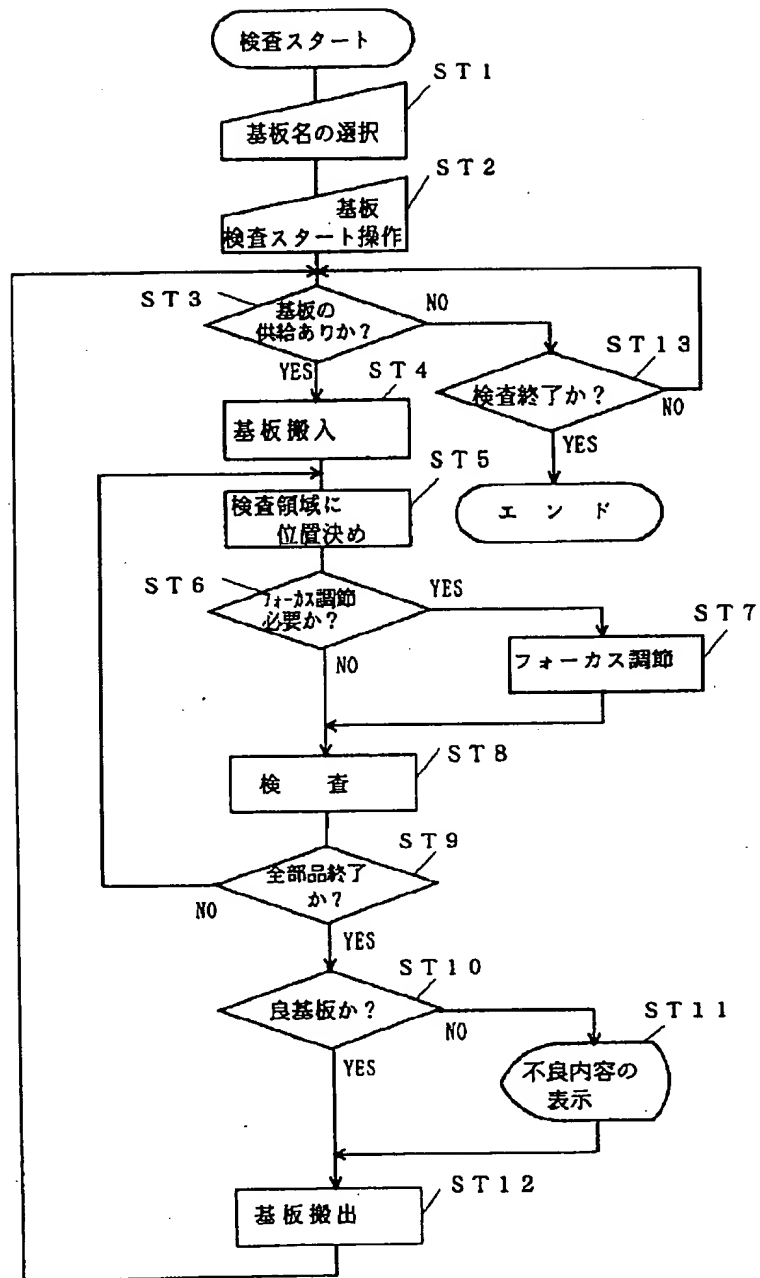 検査スタート
ST1
基板名の選択
ST2
基板
検査スタート操作
ST3
基板の
供給ありか?
NO
YES
ST13
検査終了か?
NO
YES
エンド
ST4
基板搬入
ST5
検査領域に
位置決め
ST6
フォーカス調節
必要か?
YES
NO
ST7
フォーカス調節
ST8
検 査
ST9
全部品終了
か?
NO
YES
ST10
良基板か?
NO
YES
ST11
不良内容の
表示
ST12
基板搬出